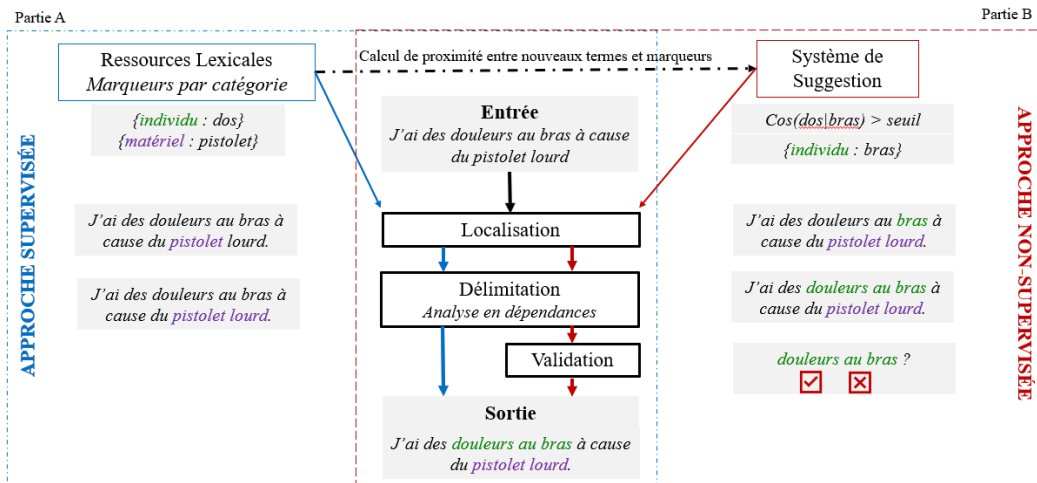 Partie A
Partie B
Ressources Lexicales
Marqueurs par catégorie
Calcul de proximité entre nouveaux termes et marqueurs
Système de
Suggestion
{individu : dos}
{matériel : pistolet}
Entrée
J'ai des douleurs au bras à cause
du pistolet lourd
Cos(dos|bras) > seuil
{individu : bras}
APPROCHE SUPERVISÉE
APPROCHE NON-SUPERVISÉE
J'ai des douleurs au bras à
cause du pistolet lourd.
Localisation
J'ai des douleurs au bras à
cause du pistolet lourd.
J'ai des douleurs au bras à
cause du pistolet lourd.
Délimitation
Analyse en dépendances
J'ai des douleurs au bras à
cause du pistolet lourd.
Validation
douleurs au bras ?
Sortie
J'ai des douleurs au bras à cause
du pistolet lourd.